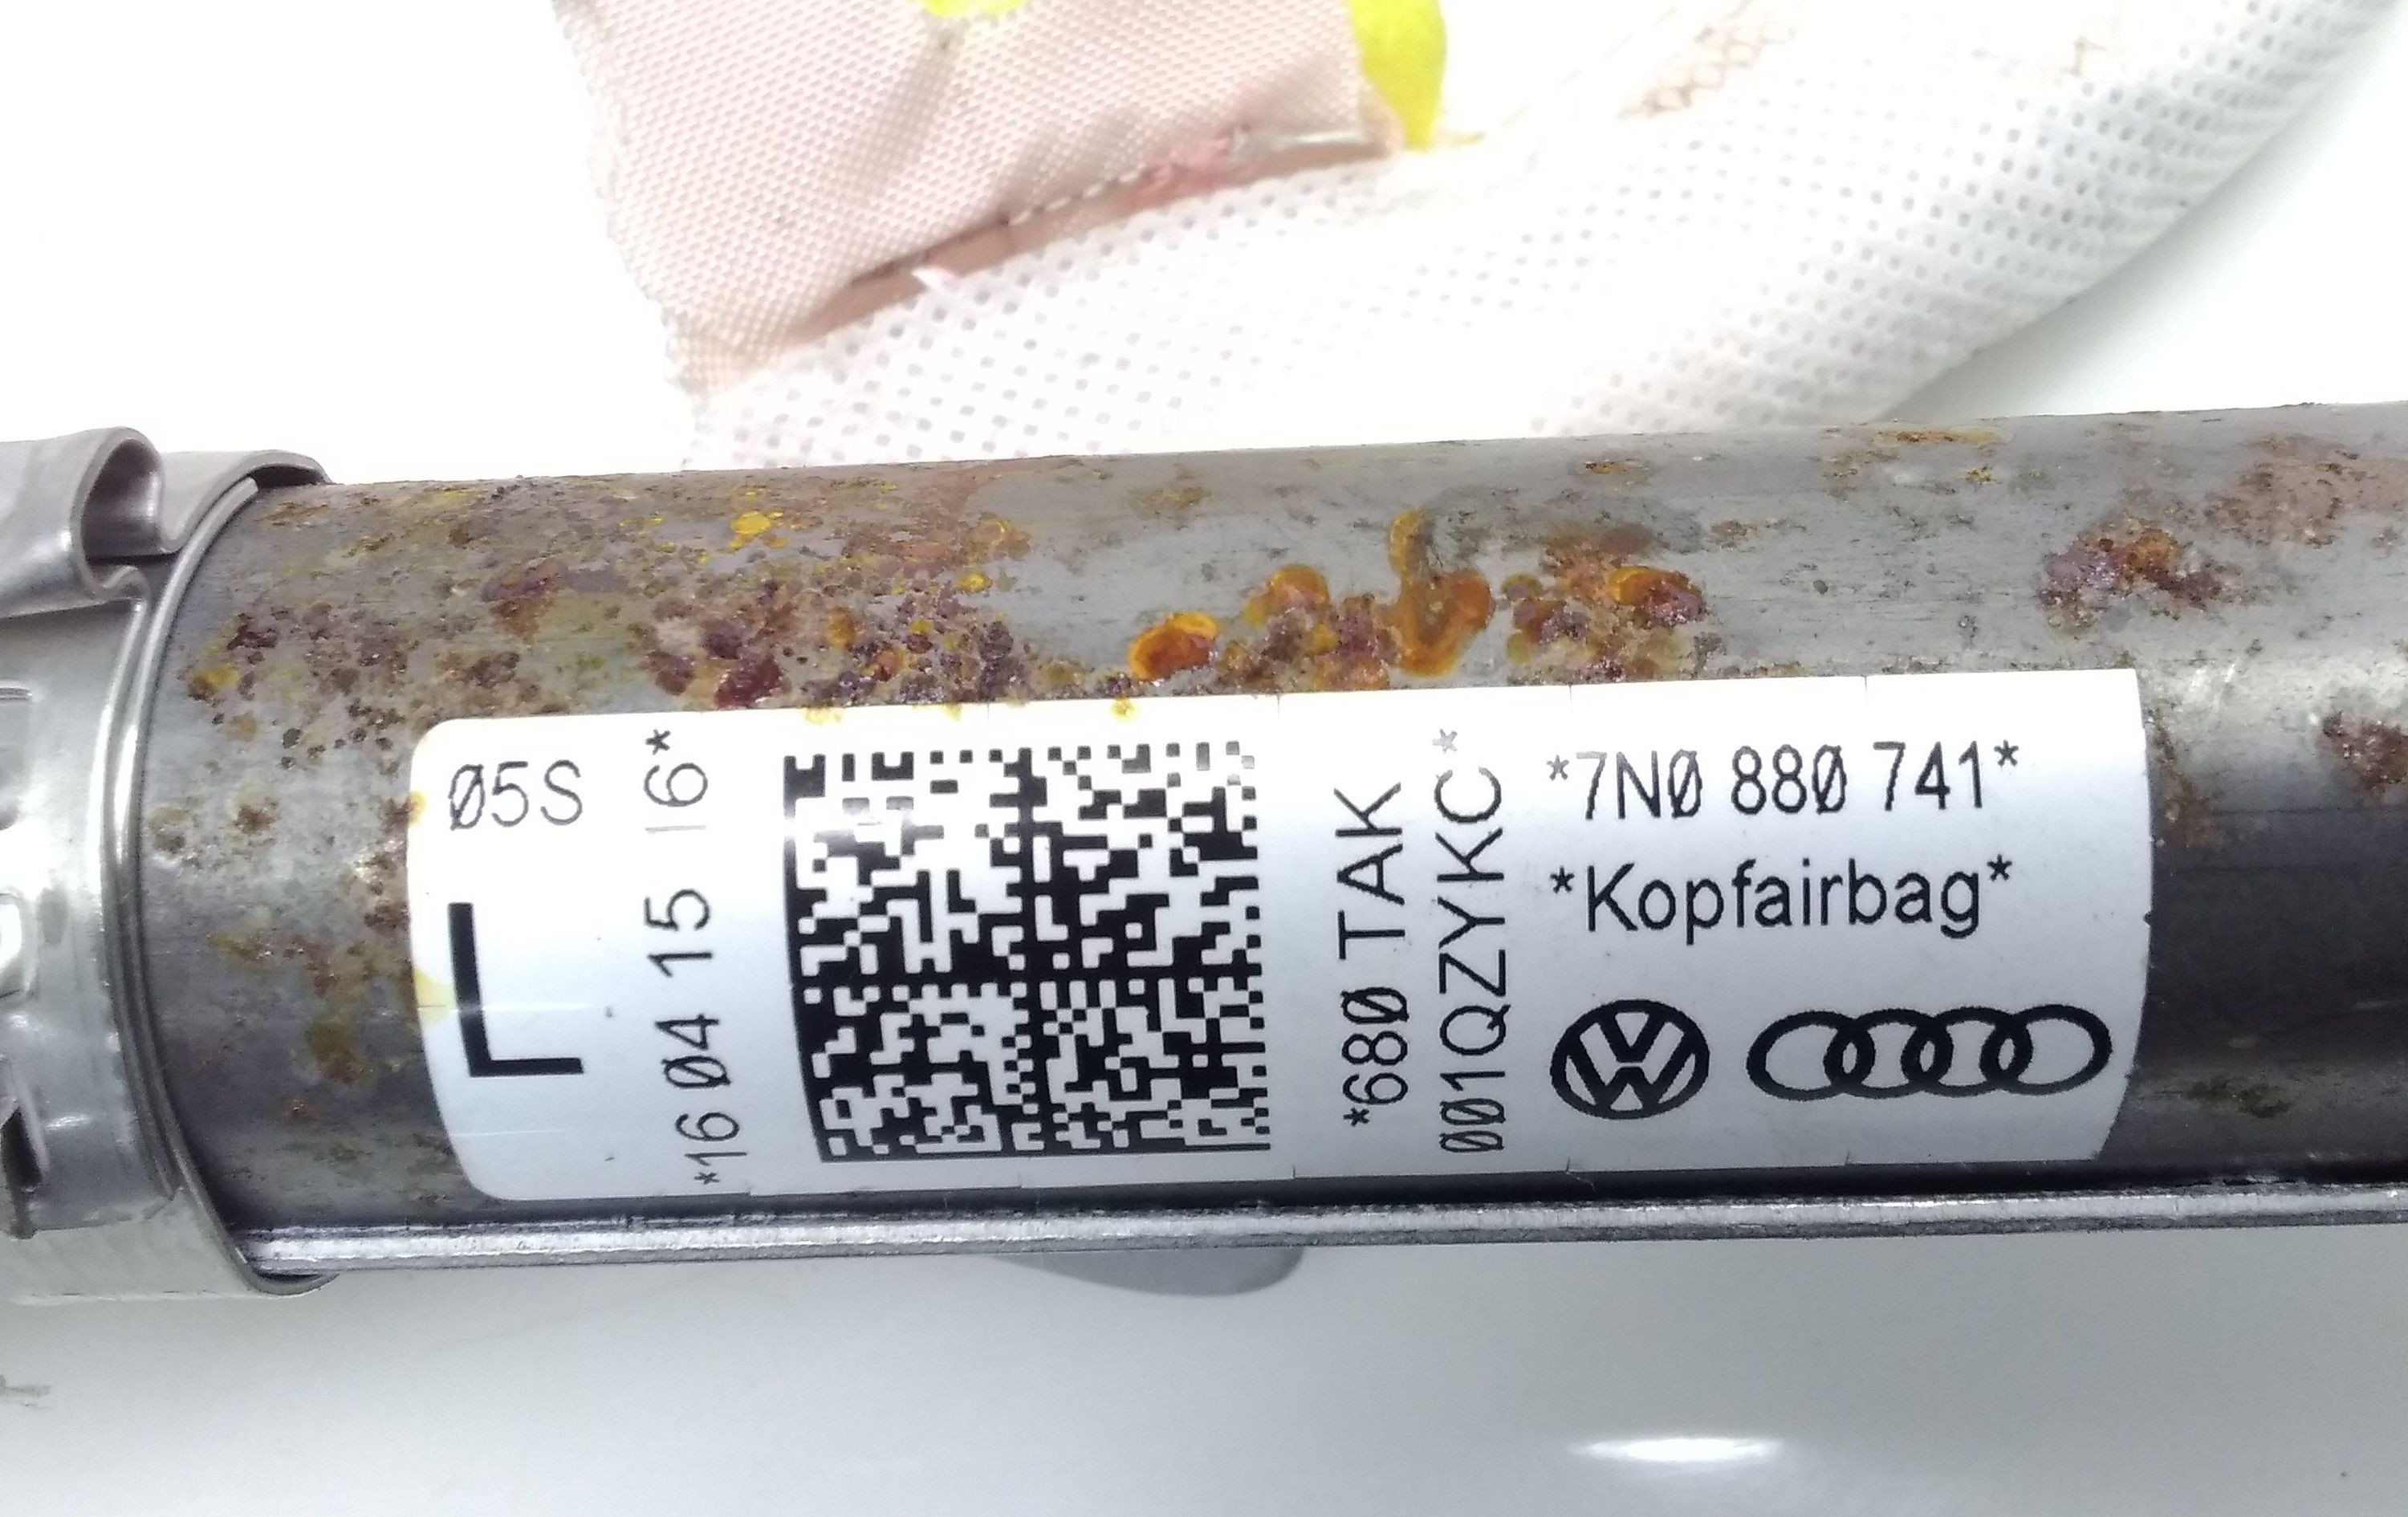 Ø5S
L
*16 Ø4 15 16*
*68Ø TAK
ØØ1QZYKC*
*7NØ 88Ø 741*
*Kopfairbag*